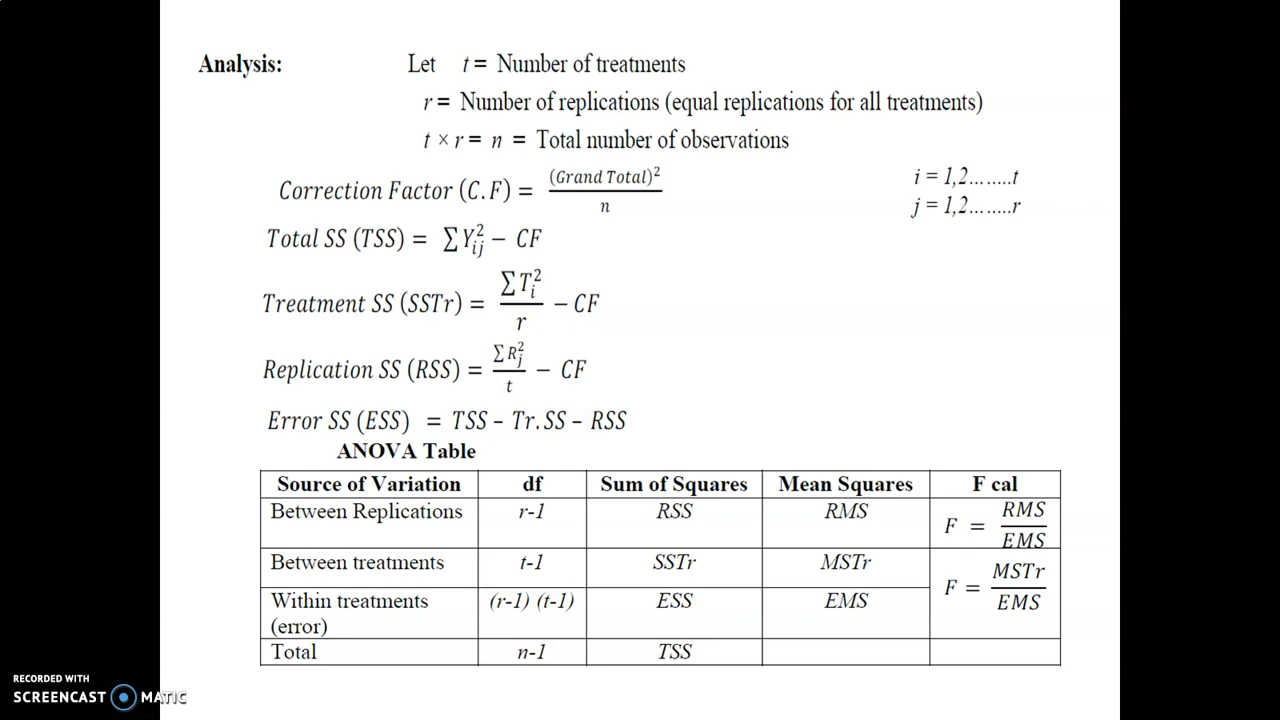 Analysis: Let t = Number of treatments
r = Number of replications (equal replications for all treatments)
t × r = n = Total number of observations
Correction Factor (C.F) = (Grand Total)² / n
i = 1,2........t
j = 1,2........r
Total SS (TSS) = ∑Y²ᵢⱼ − CF
Treatment SS (SSTr) = ∑T²ᵢ / r − CF
Replication SS (RSS) = ∑R²ⱼ / t − CF
Error SS (ESS) = TSS – Tr.SS – RSS
ANOVA Table
Source of Variation df Sum of Squares Mean Squares F cal
Between Replications r-1 RSS RMS F = RMS / EMS
Between treatments t-1 SSTr MSTr F = MSTr / EMS
Within treatments (r-1) (t-1) ESS EMS
(error)
Total n-1 TSS
RECORDED WITH
SCREENCAST MATIC